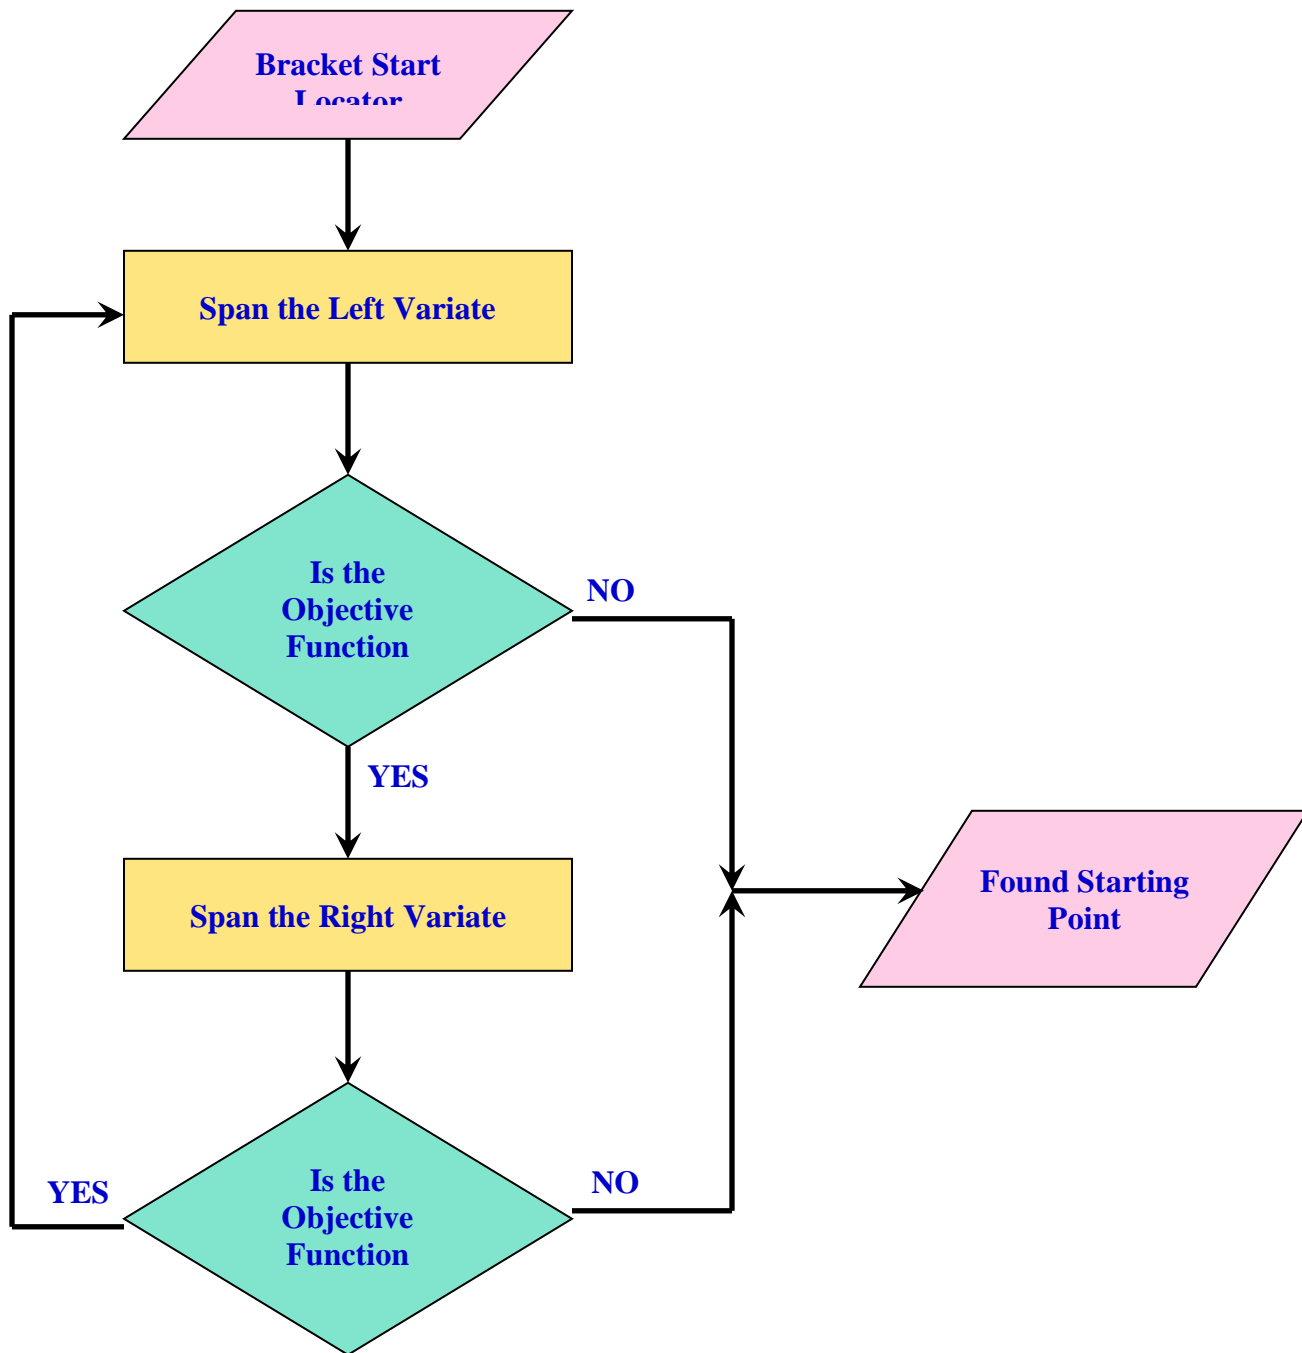 Bracket Start
Locator
Span the Left Variate
Is the
Objective
Function
NO
YES
Span the Right Variate
Found Starting
Point
Is the
Objective
Function
YES
NO